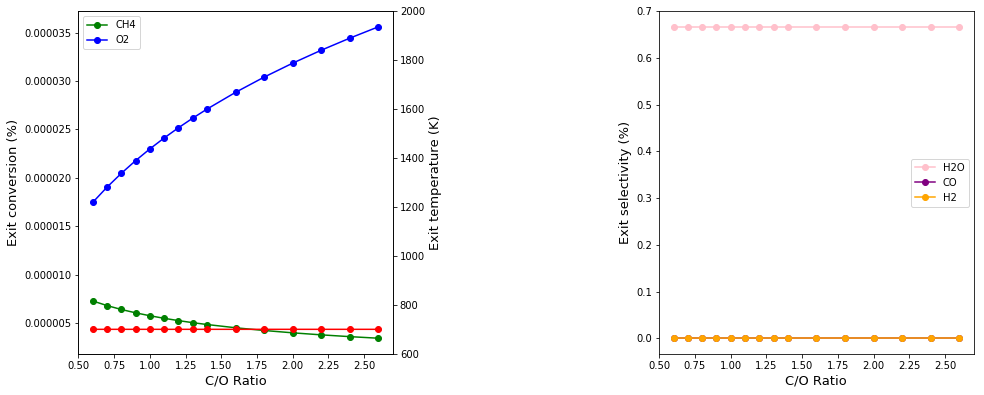 CH4
O2
0.000035
0.000030
0.000025
0.000020
0.000015
0.000010
0.000005
Exit conversion (%)
2000
1800
1600
1400
1200
1000
800
600
Exit temperature (K)
0.50 0.75 1.00 1.25 1.50 1.75 2.00 2.25 2.50
C/O Ratio
0.7
0.6
0.5
0.4
0.3
0.2
0.1
0.0
Exit selectivity (%)
H2O
CO
H2
0.50 0.75 1.00 1.25 1.50 1.75 2.00 2.25 2.50
C/O Ratio